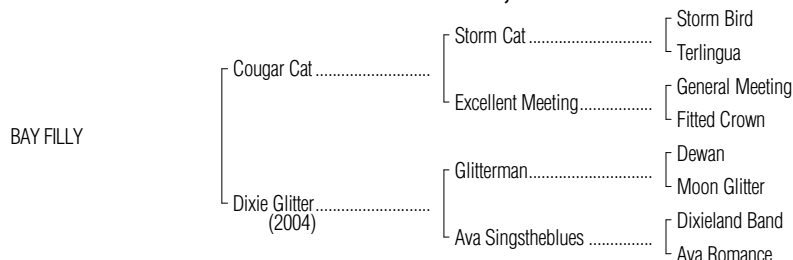 Storm Bird
Storm Cat ..............................
Terlingua
Cougar Cat ...........................
General Meeting
Excellent Meeting.................
Fitted Crown
BAY FILLY
Dewan
Glitterman.............................
Moon Glitter
Dixie Glitter...........................
(2004)
Dixieland Band
Ava Singstheblues ...............
Ava Romance